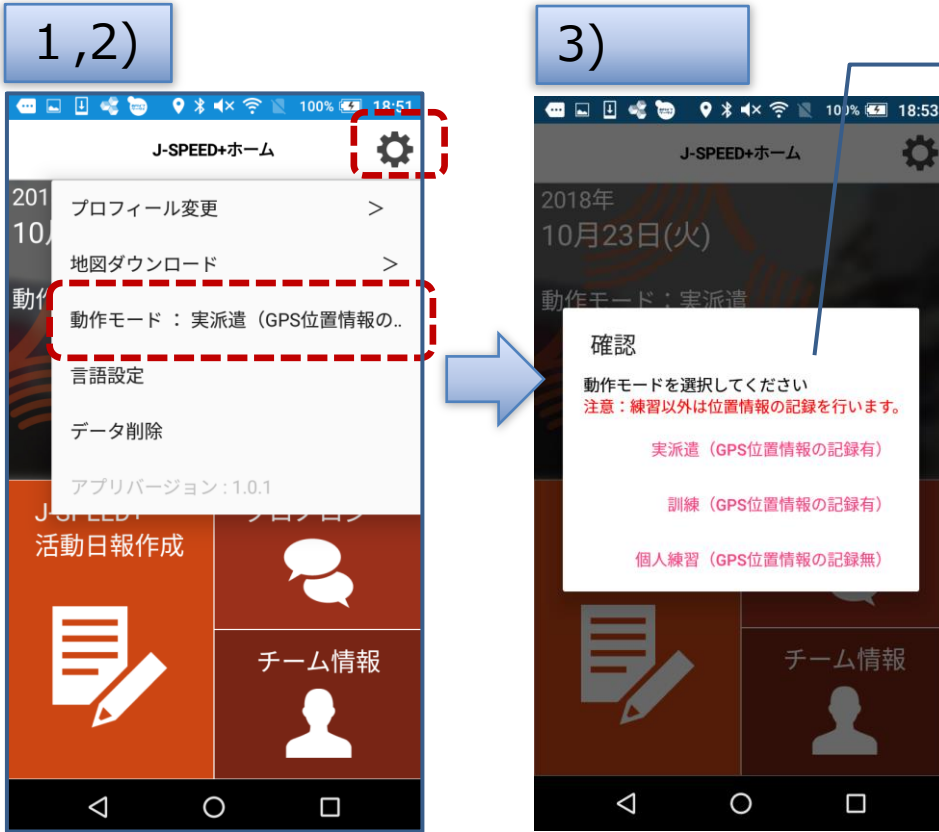 1,2)
100% 18:51
J-SPEED+ホーム
201
10月
動作
プロフィール変更 >
地図ダウンロード >
動作モード ： 実派遣（GPS位置情報の..
言語設定
データ削除
アプリバージョン : 1.0.1
J-SPEED+
活動日報作成
チーム情報
3)
100% 18:53
J-SPEED+ホーム
2018年
10月23日(火)
動作モード：実派遣
確認
動作モードを選択してください
注意：練習以外は位置情報の記録を行います。
実派遣（GPS位置情報の記録有）
訓練（GPS位置情報の記録有）
個人練習（GPS位置情報の記録無）
チーム情報